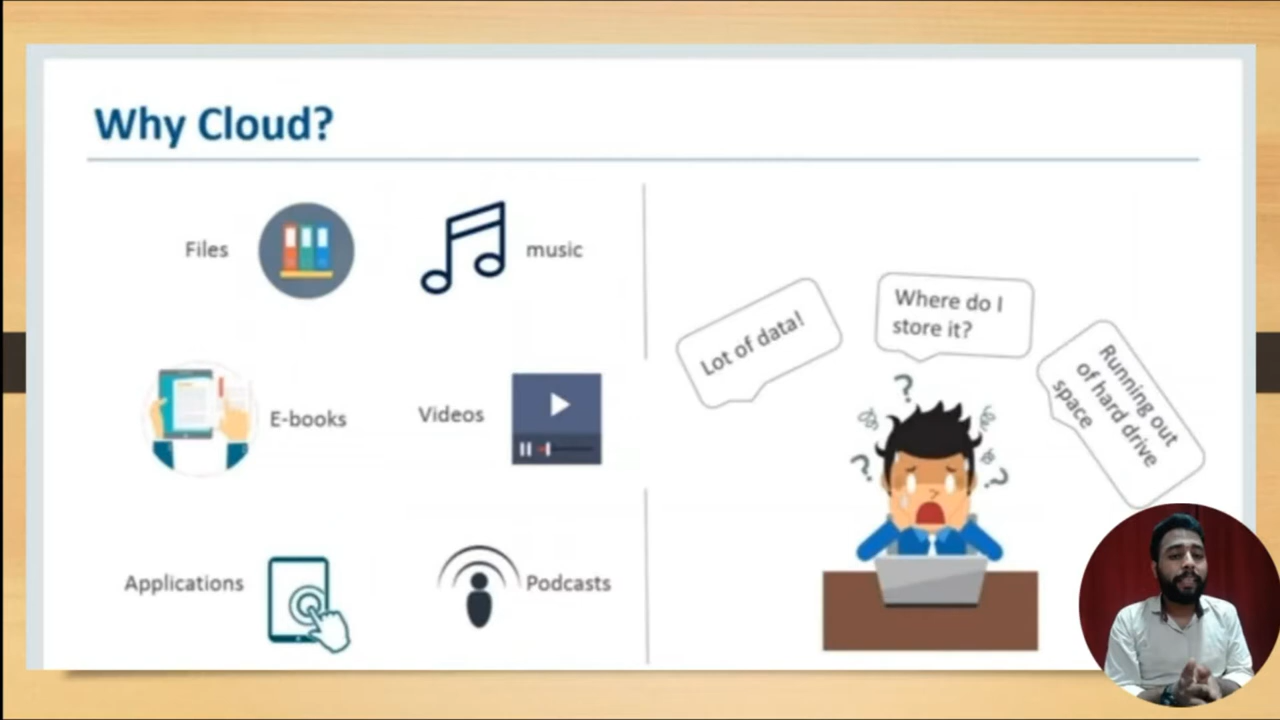 Why Cloud?
Files
music
E-books
Videos
Applications
Podcasts
Lot of data!
Where do I
store it?
Running out
of hard drive
space